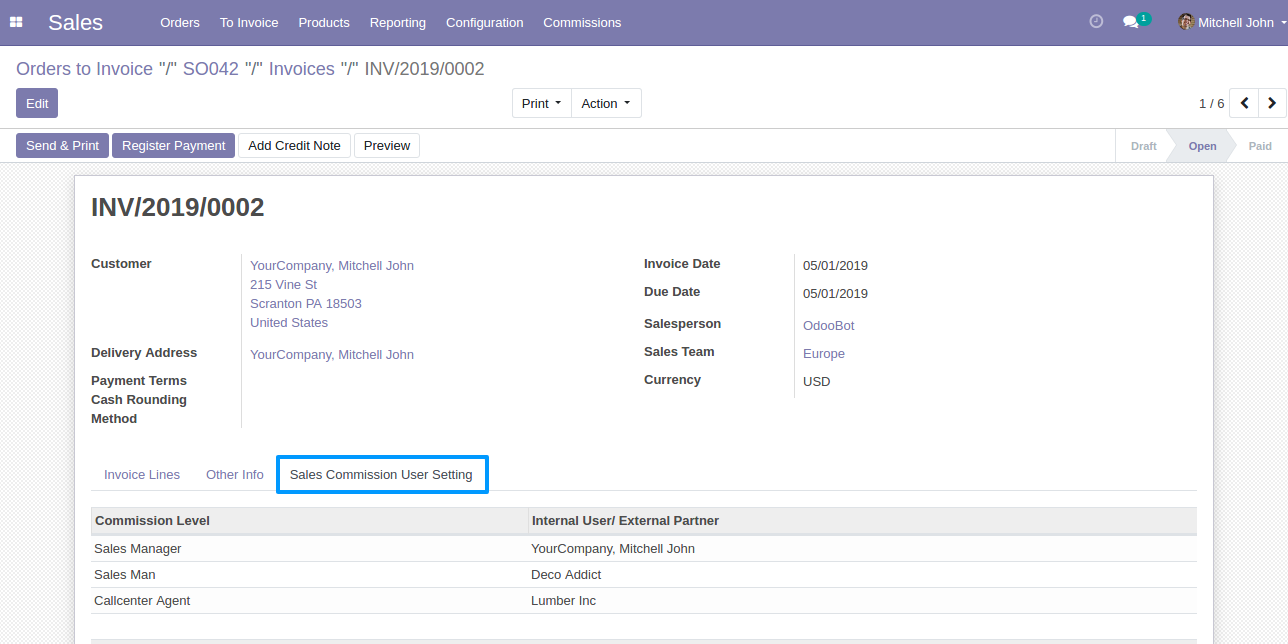 Sales Orders To Invoice Products Reporting Configuration Commissions 1 Mitchell John
Orders to Invoice "/" SO042 "/" Invoices "/" INV/2019/0002
Edit Print Action 1 / 6
Send & Print Register Payment Add Credit Note Preview Draft Open Paid
INV/2019/0002
Customer YourCompany, Mitchell John
215 Vine St
Scranton PA 18503
United States
Delivery Address YourCompany, Mitchell John
Payment Terms
Cash Rounding
Method
Invoice Date 05/01/2019
Due Date 05/01/2019
Salesperson OdooBot
Sales Team Europe
Currency USD
Invoice Lines Other Info Sales Commission User Setting
Commission Level Internal User/ External Partner
Sales Manager YourCompany, Mitchell John
Sales Man Deco Addict
Callcenter Agent Lumber Inc